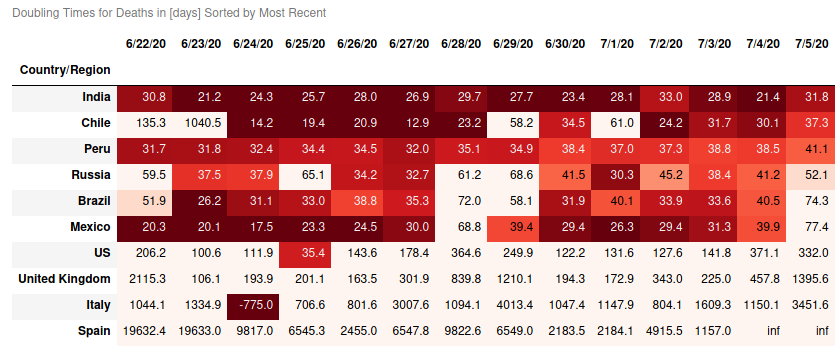 Doubling Times for Deaths in [days] Sorted by Most Recent
6/22/20 6/23/20 6/24/20 6/25/20 6/26/20 6/27/20 6/28/20 6/29/20 6/30/20 7/1/20 7/2/20 7/3/20 7/4/20 7/5/20
Country/Region
India 30.8 21.2 24.3 25.7 28.0 26.9 29.7 27.7 23.4 28.1 33.0 28.9 21.4 31.8
Chile 135.3 1040.5 14.2 19.4 20.9 12.9 23.2 58.2 34.5 61.0 24.2 31.7 30.1 37.3
Peru 31.7 31.8 32.4 34.4 34.5 32.0 35.1 34.9 38.4 37.0 37.3 38.8 38.5 41.1
Russia 59.5 37.5 37.9 65.1 34.2 32.7 61.2 68.6 41.5 30.3 45.2 38.4 41.2 52.1
Brazil 51.9 26.2 31.1 33.0 38.8 35.3 72.0 58.1 31.9 40.1 33.9 33.6 40.5 74.3
Mexico 20.3 20.1 17.5 23.3 24.5 30.0 68.8 39.4 29.4 26.3 29.4 31.3 39.9 77.4
US 206.2 100.6 111.9 35.4 143.6 178.4 364.6 249.9 122.2 131.6 127.6 141.8 371.1 332.0
United Kingdom 2115.3 106.1 193.9 201.1 163.5 301.9 839.8 1210.1 194.3 172.9 343.0 225.0 457.8 1395.6
Italy 1044.1 1334.9 -775.0 706.6 801.6 3007.6 1094.1 4013.4 1047.4 1147.9 804.1 1609.3 1150.1 3451.6
Spain 19632.4 19633.0 9817.0 6545.3 2455.0 6547.8 9822.6 6549.0 2183.5 2184.1 4915.5 1157.0 inf inf